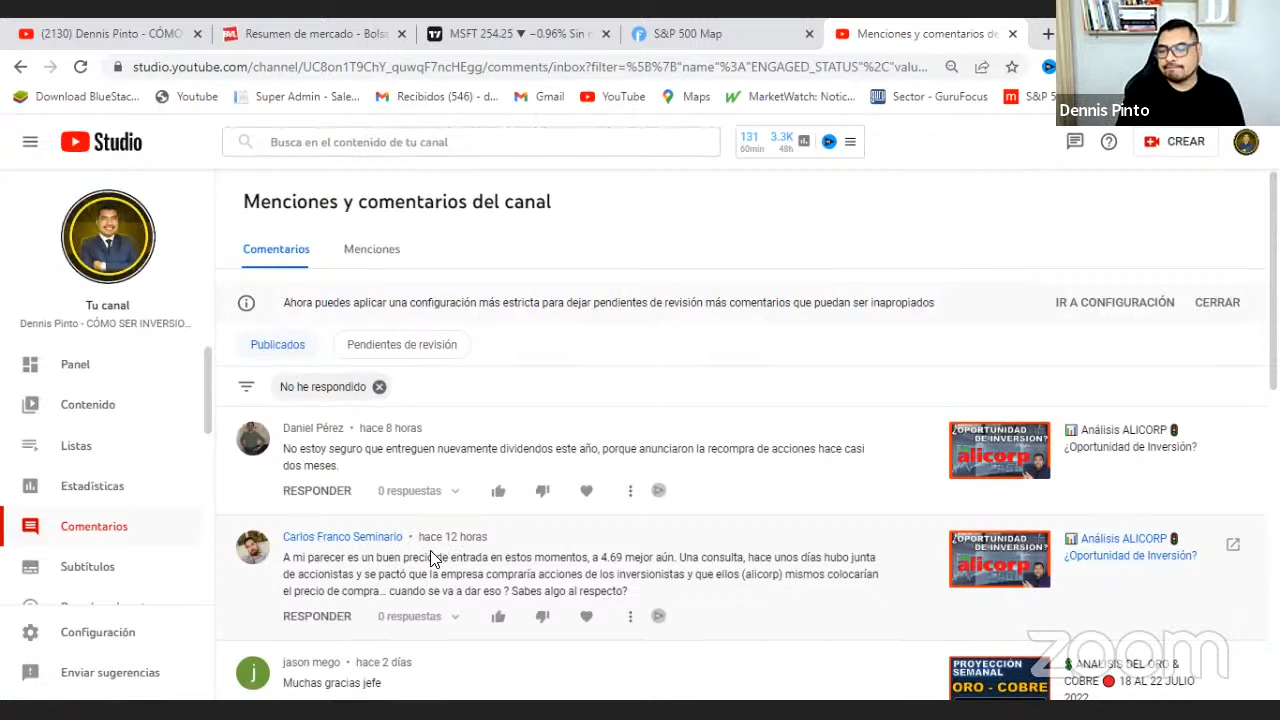 (2130) Dennis Pinto - CÓMO
Resumen de mercado - Bolsa
54.25 ▼ −0.96% Sin
S&P 500 Map
Menciones y comentarios de
studio.youtube.com/channel/
comments/inbox?filter=%5B%7B"name"%3A"ENGAGED_STATUS"%2C"valu...
Download BlueStac...
Youtube
Super Admin - Sale...
Recibidos (546) - d...
Gmail
YouTube
Maps
MarketWatch: Notic...
Sector - GuruFocus
S&P 5
Dennis Pinto
Studio
Busca en el contenido de tu canal
131 3.3K
60min 48h
CREAR
Menciones y comentarios del canal
Comentarios Menciones
Tu canal
Dennis Pinto - CÓMO SER INVERSIO...
Ahora puedes aplicar una configuración más estricta para dejar pendientes de revisión más comentarios que puedan ser inapropiados
IR A CONFIGURACIÓN CERRAR
Publicados Pendientes de revisión
No he respondido
Panel
Contenido
Listas
Estadísticas
Comentarios
Subtítulos
Configuración
Enviar sugerencias
Daniel Pérez • hace 8 horas
No estoy seguro que entreguen nuevamente dividendos este año, porque anunciaron la recompra de acciones hace casi
dos meses.
RESPONDER 0 respuestas
¿OPORTUNIDAD
DE INVERSIÓN?
alicorp
Análisis ALICORP
¿Oportunidad de Inversión?
Carlos Franco Seminario • hace 12 horas
es un precio en estos momentos, a 4.69 mejor aún. Una consulta, hace unos días hubo junta
de accionistas y se pactó que la empresa compraría acciones de los inversionistas y que ellos (alicorp) mismos colocarían
el precio de compra... cuando se va a dar eso ? Sabes algo al respecto?
RESPONDER 0 respuestas
¿OPORTUNIDAD
DE INVERSIÓN?
alicorp
Análisis ALICORP
¿Oportunidad de Inversión?
j
jason mego • hace 2 días
jefe
PROYECCIÓN
SEMANAL
ORO - COBRE
ANALISIS DEL ORO &
COBRE 18 AL 22 JULIO
2022
zoom